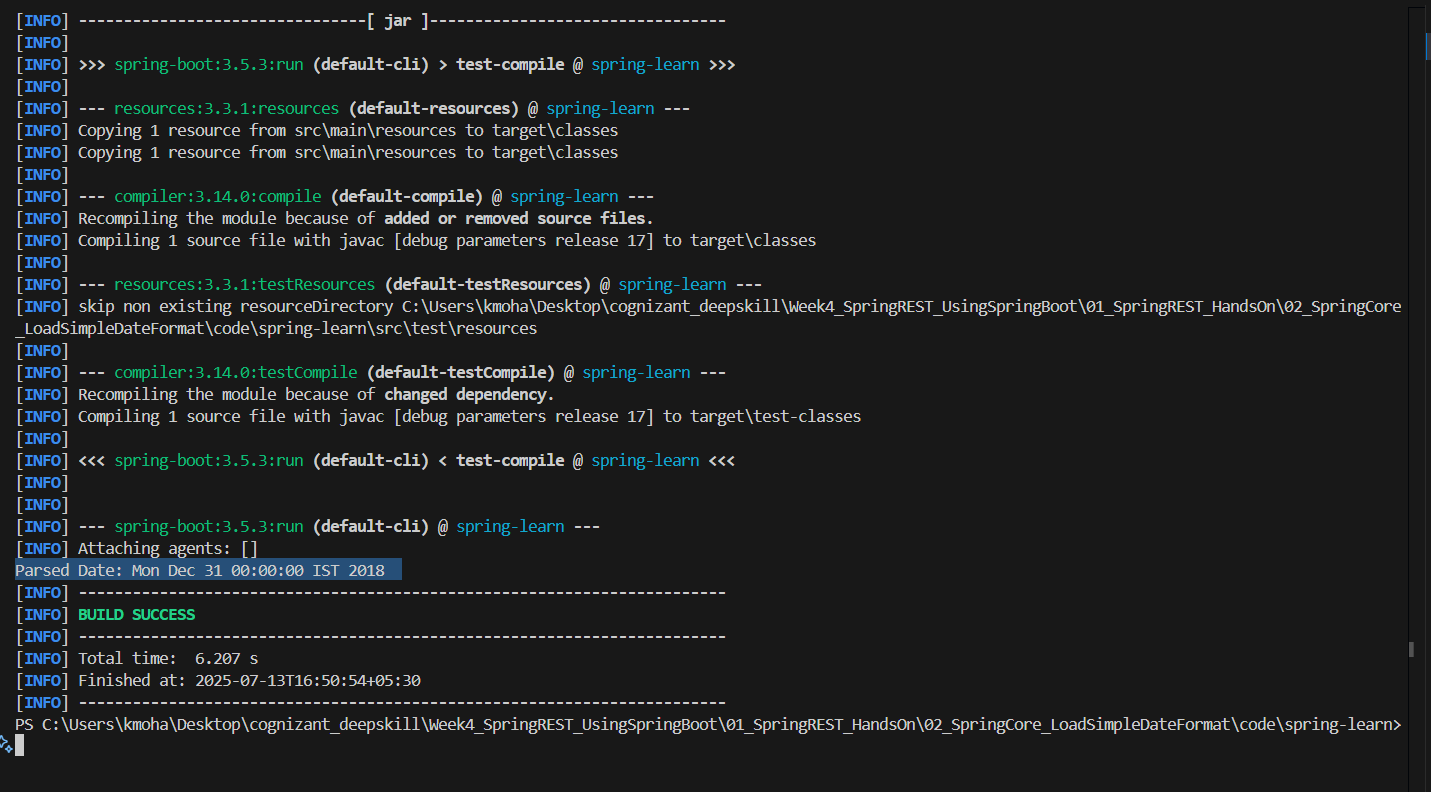 [INFO] --------------------------------[ jar ]---------------------------------
[INFO]
[INFO] >>> spring-boot:3.5.3:run (default-cli) > test-compile @ spring-learn >>>
[INFO]
[INFO] --- resources:3.3.1:resources (default-resources) @ spring-learn ---
[INFO] Copying 1 resource from src\main\resources to target\classes
[INFO] Copying 1 resource from src\main\resources to target\classes
[INFO]
[INFO] --- compiler:3.14.0:compile (default-compile) @ spring-learn ---
[INFO] Recompiling the module because of added or removed source files.
[INFO] Compiling 1 source file with javac [debug parameters release 17] to target\classes
[INFO]
[INFO] --- resources:3.3.1:testResources (default-testResources) @ spring-learn ---
[INFO] skip non existing resourceDirectory C:\Users\kmoha\Desktop\cognizant_deepskill\Week4_SpringREST_UsingSpringBoot\01_SpringREST_HandsOn\02_SpringCore
_LoadSimpleDateFormat\code\spring-learn\src\test\resources
[INFO]
[INFO] --- compiler:3.14.0:testCompile (default-testCompile) @ spring-learn ---
[INFO] Recompiling the module because of changed dependency.
[INFO] Compiling 1 source file with javac [debug parameters release 17] to target\test-classes
[INFO]
[INFO] <<< spring-boot:3.5.3:run (default-cli) < test-compile @ spring-learn <<<
[INFO]
[INFO]
[INFO] --- spring-boot:3.5.3:run (default-cli) @ spring-learn ---
[INFO] Attaching agents: []
Parsed Date: Mon Dec 31 00:00:00 IST 2018
[INFO] ------------------------------------------------------------------------
[INFO] BUILD SUCCESS
[INFO] ------------------------------------------------------------------------
[INFO] Total time:  6.207 s
[INFO] Finished at: 2025-07-13T16:50:54+05:30
[INFO] ------------------------------------------------------------------------
PS C:\Users\kmoha\Desktop\cognizant_deepskill\Week4_SpringREST_UsingSpringBoot\01_SpringREST_HandsOn\02_SpringCore_LoadSimpleDateFormat\code\spring-learn>